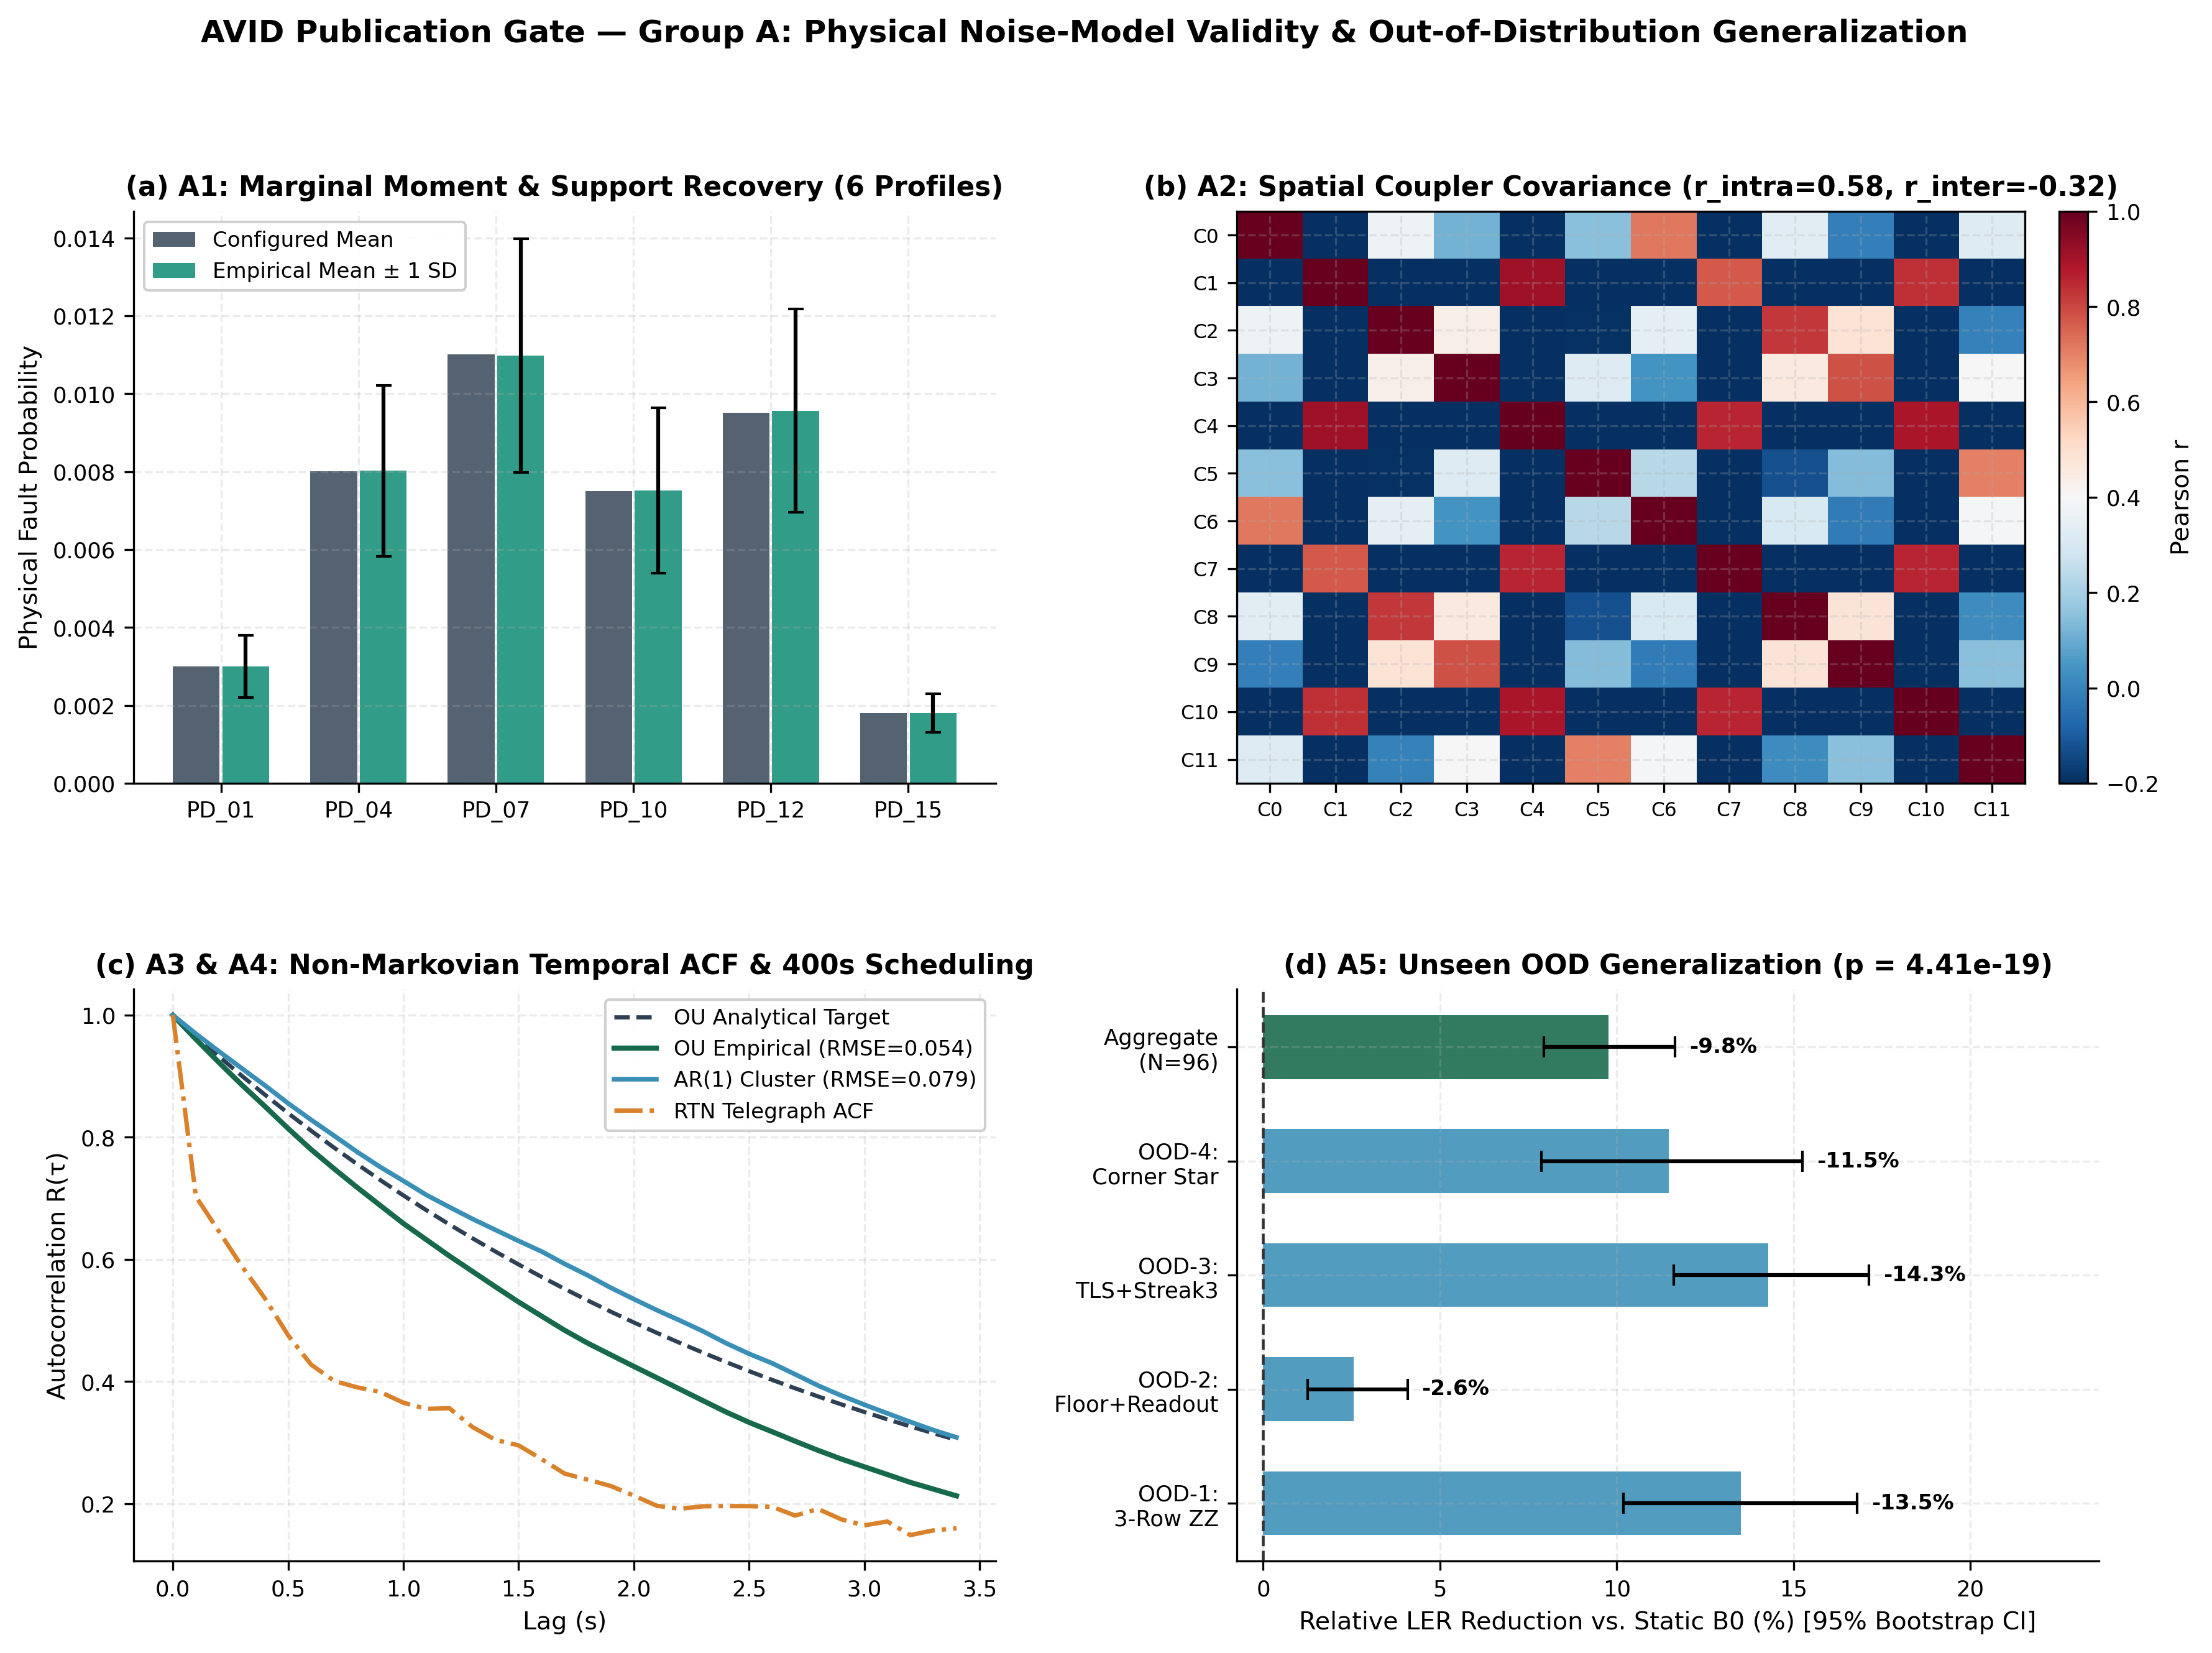 AVID Publication Gate — Group A: Physical Noise-Model Validity & Out-of-Distribution Generalization
(a) A1: Marginal Moment & Support Recovery (6 Profiles)
Configured Mean
Empirical Mean ± 1 SD
Physical Fault Probability
0.014
0.012
0.010
0.008
0.006
0.004
0.002
0.000
PD_01 PD_04 PD_07 PD_10 PD_12 PD_15
(b) A2: Spatial Coupler Covariance (r_intra=0.58, r_inter=-0.32)
C0
C1
C2
C3
C4
C5
C6
C7
C8
C9
C10
C11
C0 C1 C2 C3 C4 C5 C6 C7 C8 C9 C10 C11
1.0
0.8
0.6
0.4
0.2
0.0
−0.2
Pearson r
(c) A3 & A4: Non-Markovian Temporal ACF & 400s Scheduling
OU Analytical Target
OU Empirical (RMSE=0.054)
AR(1) Cluster (RMSE=0.079)
RTN Telegraph ACF
Autocorrelation R(τ)
1.0
0.8
0.6
0.4
0.2
0.0 0.5 1.0 1.5 2.0 2.5 3.0 3.5
Lag (s)
(d) A5: Unseen OOD Generalization (p = 4.41e-19)
Aggregate
(N=96)
-9.8%
OOD-4:
Corner Star
-11.5%
OOD-3:
TLS+Streak3
-14.3%
OOD-2:
Floor+Readout
-2.6%
OOD-1:
3-Row ZZ
-13.5%
0 5 10 15 20
Relative LER Reduction vs. Static B0 (%) [95% Bootstrap CI]